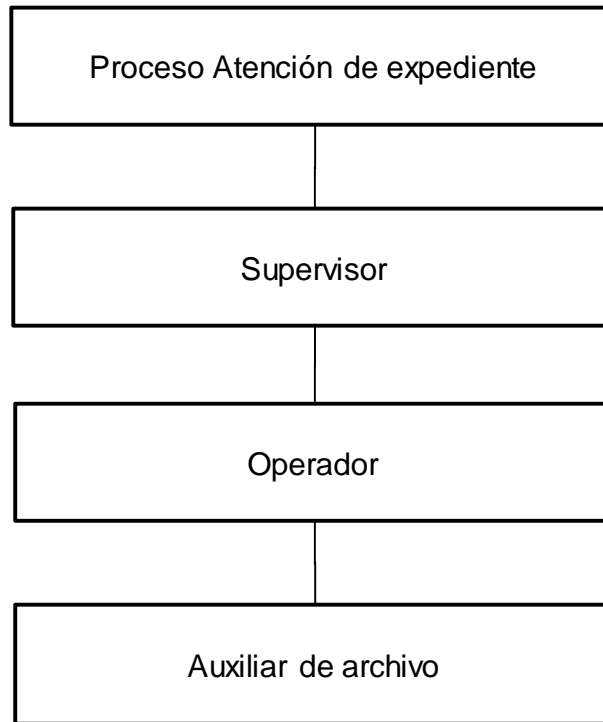 Proceso Atención de expediente
Supervisor
Operador
Auxiliar de archivo